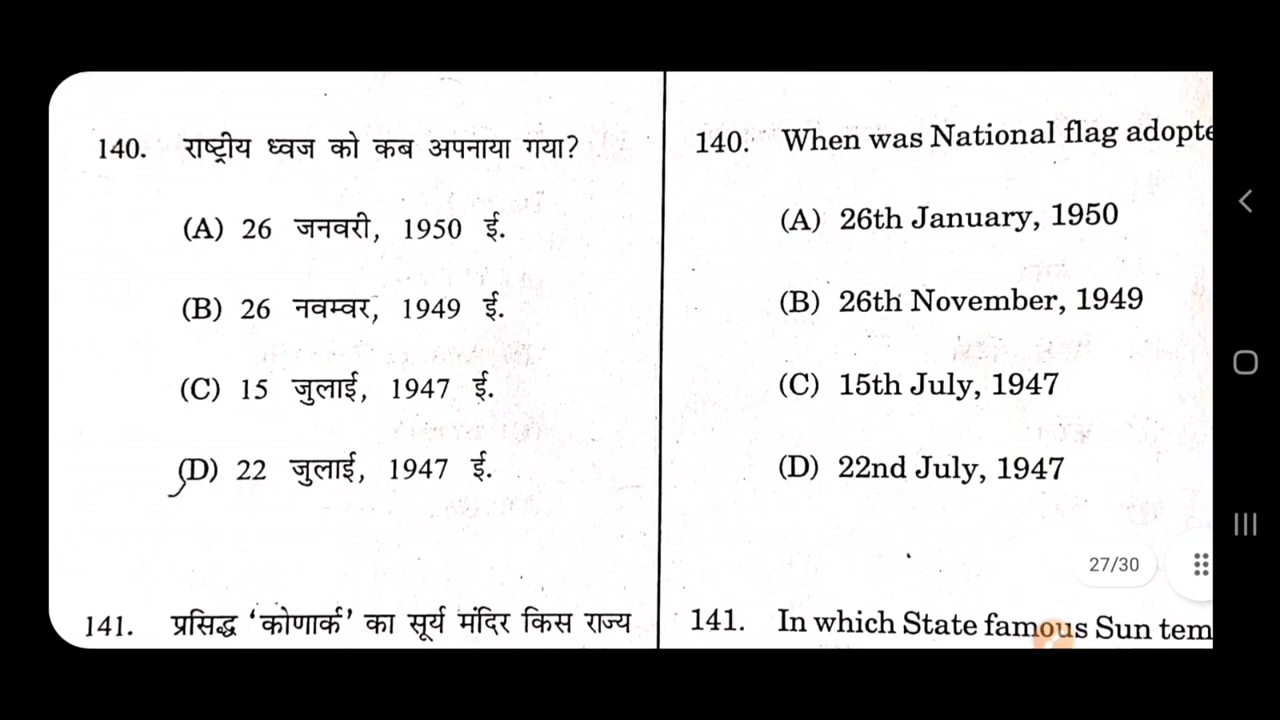 140. राष्ट्रीय ध्वज को कब अपनाया गया?
(A) 26 जनवरी, 1950 ई.
(B) 26 नवम्वर, 1949 ई.
(C) 15 जुलाई, 1947 ई.
(D) 22 जुलाई, 1947 ई.
141. प्रसिद्ध ‘कोणार्क’ का सूर्य मंदिर किस राज्य
140. When was National flag adopte
(A) 26th January, 1950
(B) 26th November, 1949
(C) 15th July, 1947
(D) 22nd July, 1947
27/30
141. In which State famous Sun tem